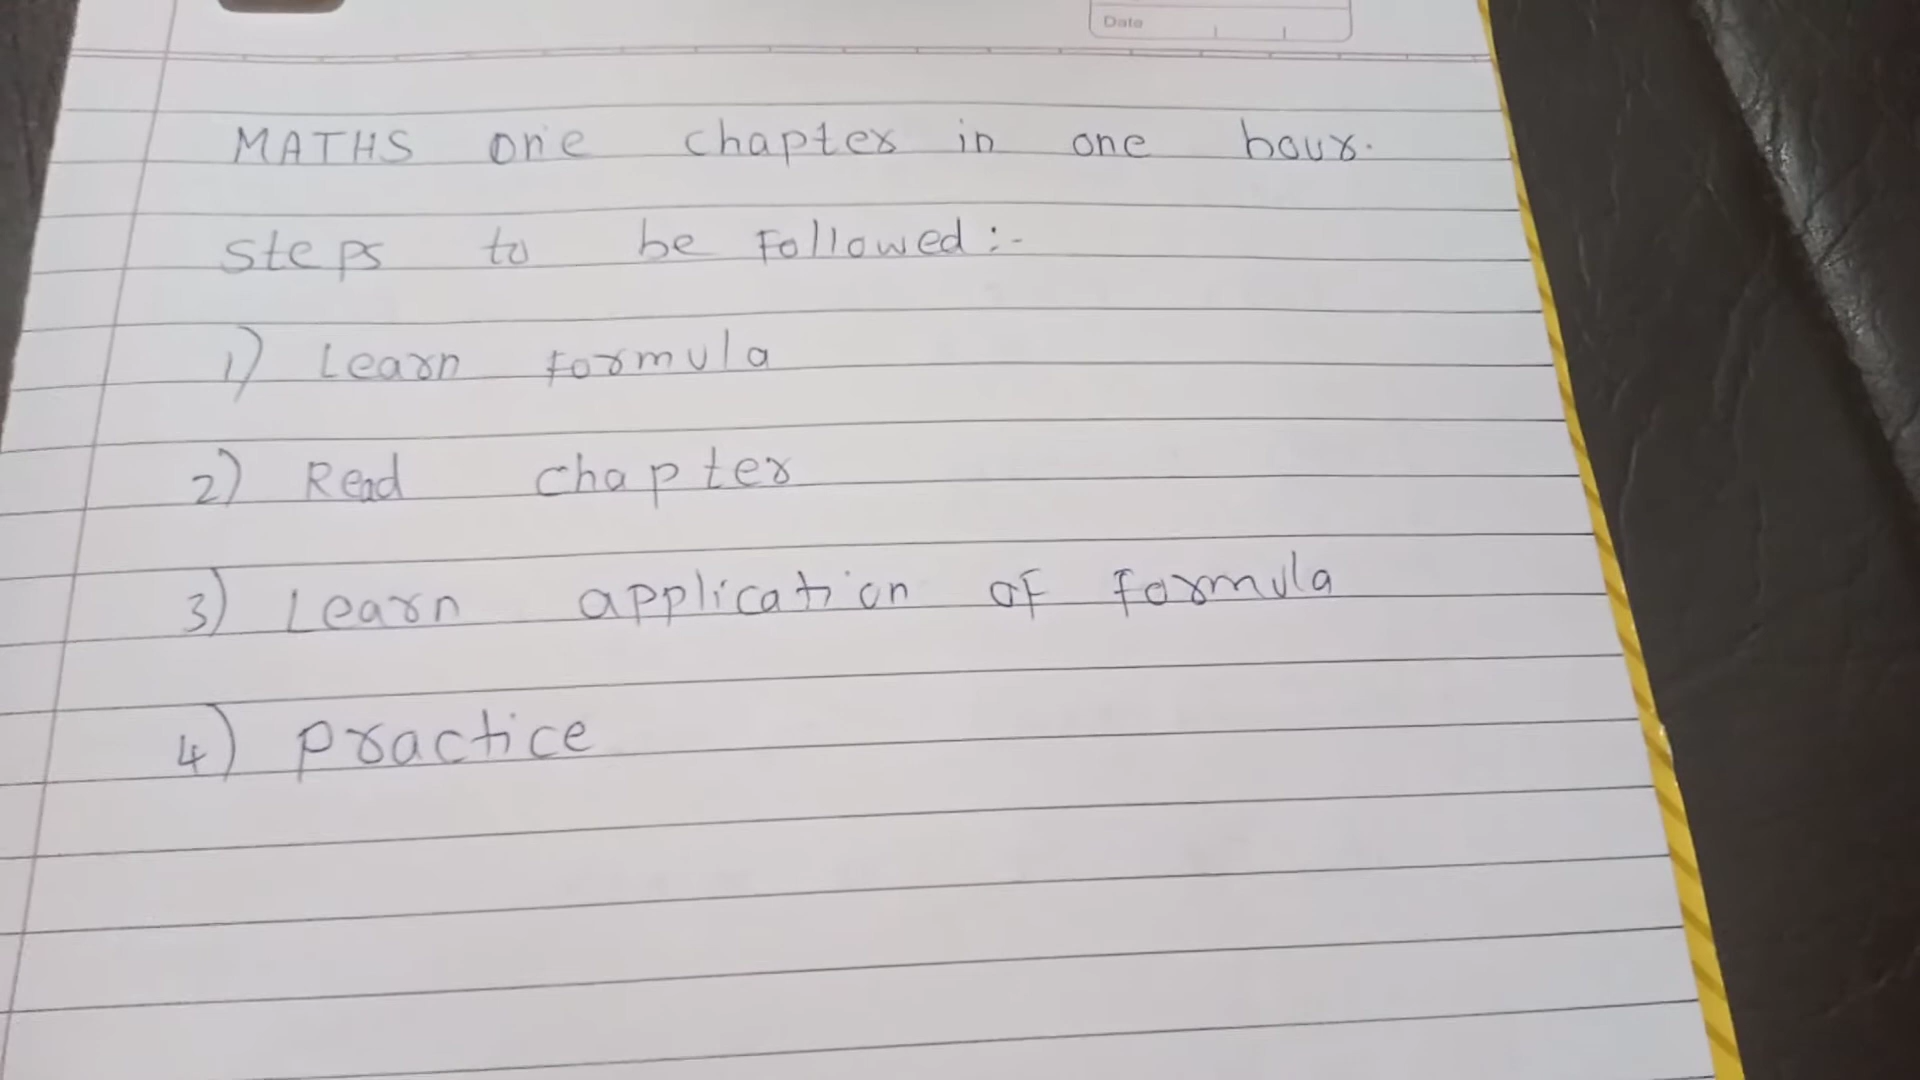 Date
MATHS one chapter in one hour.
steps to be Followed :-
1) Learn formula
2) Read chapter
3) Learn application of formula
4) practice